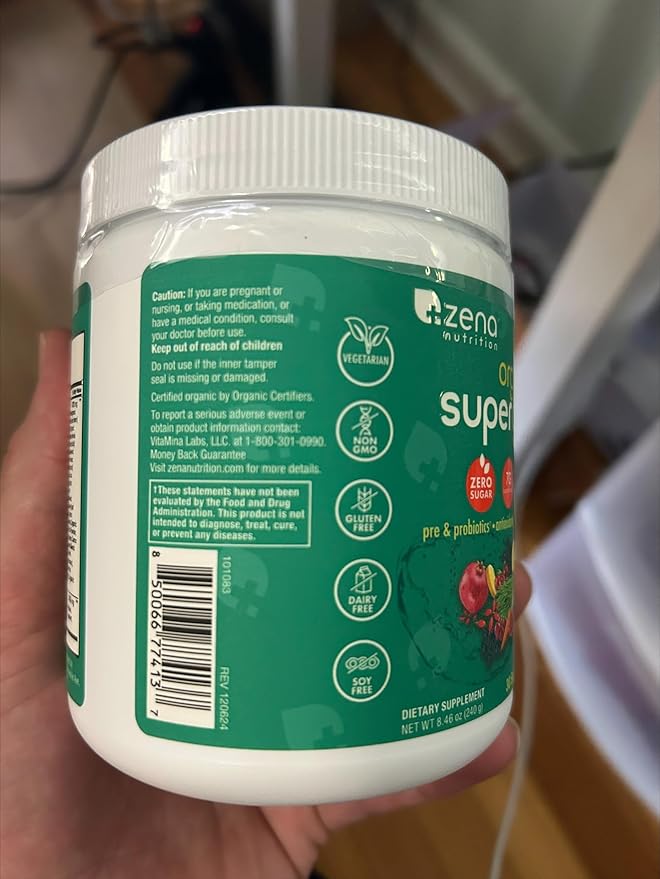 Caution: If you are pregnant or
nursing, or taking medication, or
have a medical condition, consult
your doctor before use.
Keep out of reach of children
Do not use if the inner tamper
seal is missing or damaged.
Certified organic by Organic Certifiers.
To report a serious adverse event or
obtain product information contact:
VitaMina Labs, LLC. at 1-800-301-0990.
Money Back Guarantee
Visit zenanutrition.com for more details.
†These statements have not been
evaluated by the Food and Drug
Administration. This product is not
intended to diagnose, treat, cure,
or prevent any diseases.
8 50066 77413 7
101083
REV 120624
VEGETARIAN
NON
GMO
GLUTEN
FREE
DAIRY
FREE
SOY
FREE
zena
nutrition
super
ZERO
SUGAR
pre & probiotics •
DIETARY SUPPLEMENT
NET WT 8.46 oz (240 g)